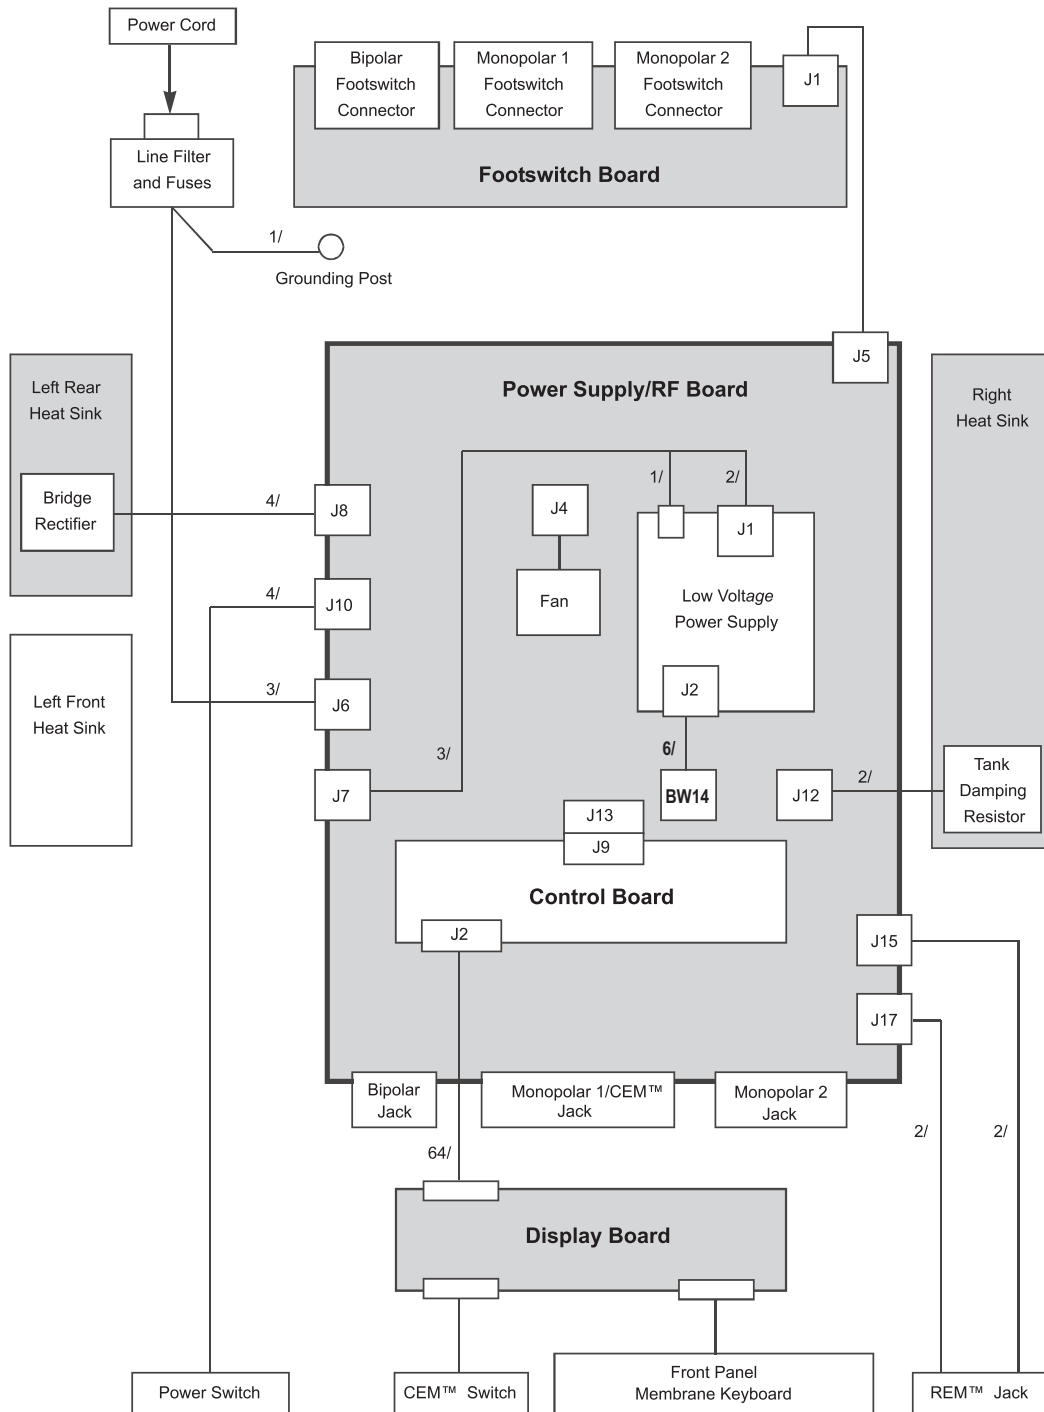 Power Cord
Bipolar
Footswitch
Connector
Monopolar 1
Footswitch
Connector
Monopolar 2
Footswitch
Connector
J1
Line Filter
and Fuses
Footswitch Board
1/
Grounding Post
J5
Left Rear
Heat Sink
Power Supply/RF Board
Right
Heat Sink
Bridge
Rectifier
4/
J8
J4
1/
2/
J1
Fan
Low Voltage
Power Supply
4/
J10
Left Front
Heat Sink
3/
J6
J2
3/
6/
J7
BW14
J12
2/
Tank
Damping
Resistor
J13
J9
Control Board
J2
J15
J17
Bipolar
Jack
Monopolar 1/CEM™
Jack
Monopolar 2
Jack
64/
2/
2/
Display Board
Power Switch
CEM™ Switch
Front Panel
Membrane Keyboard
REM™ Jack